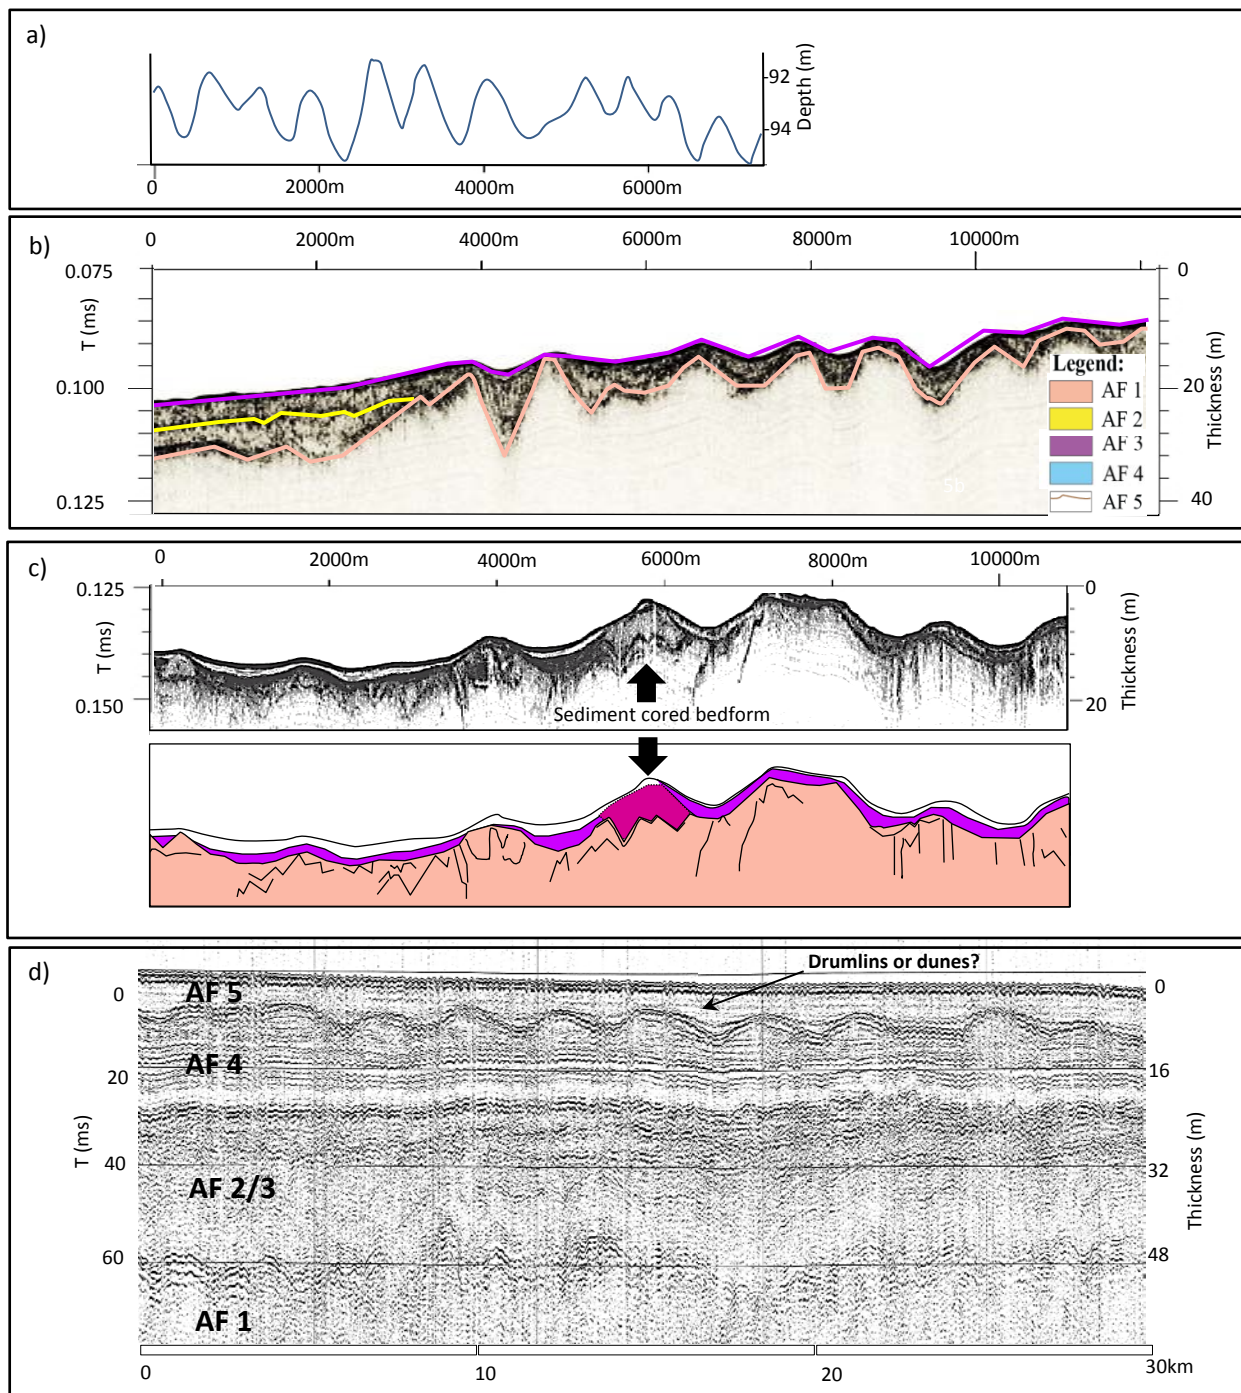 a)
92
94
Depth (m)
0
2000m
4000m
6000m
b)
0
2000m
4000m
6000m
8000m
10000m
0.075
0.100
0.125
T (ms)
0
20
40
Thickness (m)
Legend:
AF 1
AF 2
AF 3
AF 4
AF 5
c)
0
2000m
4000m
6000m
8000m
10000m
0.125
0.150
T (ms)
0
20
Thickness (m)
Sediment cored bedform
d)
Drumlins or dunes?
0
20
40
60
T (ms)
AF 5
AF 4
AF 2/3
AF 1
0
16
32
48
Thickness (m)
0
10
20
30km